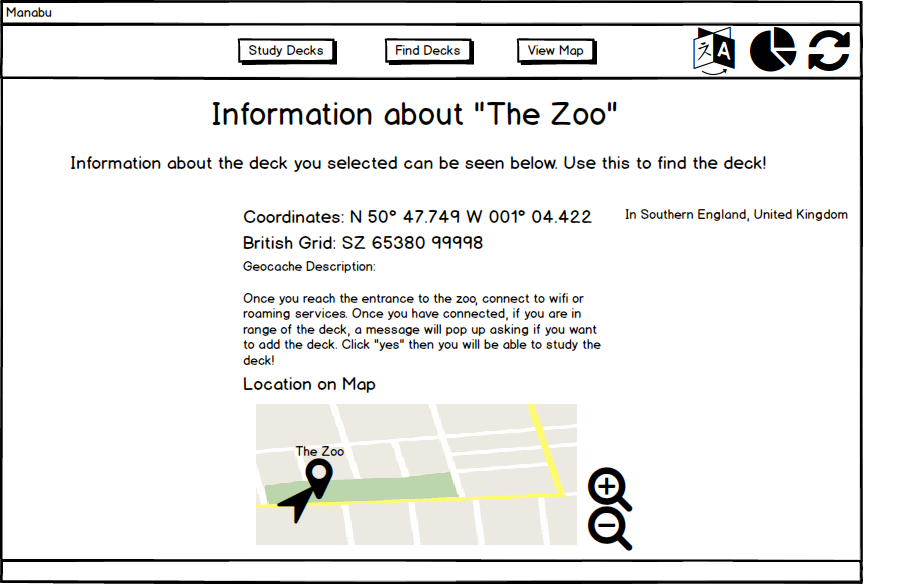 Manabu
Study Decks
Find Decks
View Map
A
Information about "The Zoo"
Information about the deck you selected can be seen below. Use this to find the deck!
Coordinates: N 50° 47.749 W 001° 04.422
In Southern England, United Kingdom
British Grid: SZ 65380 99998
Geocache Description:
Once you reach the entrance to the zoo, connect to wifi or
roaming services. Once you have connected, if you are in
range of the deck, a message will pop up asking if you want
to add the deck. Click "yes" then you will be able to study the
deck!
Location on Map
The Zoo